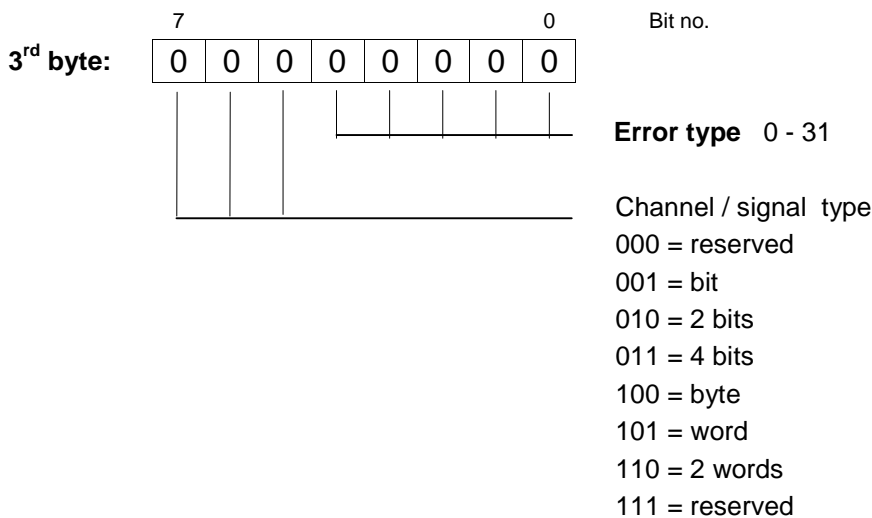 7 0 Bit no.
3rd byte: 0 0 0 0 0 0 0 0
Error type 0 - 31
Channel / signal type
000 = reserved
001 = bit
010 = 2 bits
011 = 4 bits
100 = byte
101 = word
110 = 2 words
111 = reserved